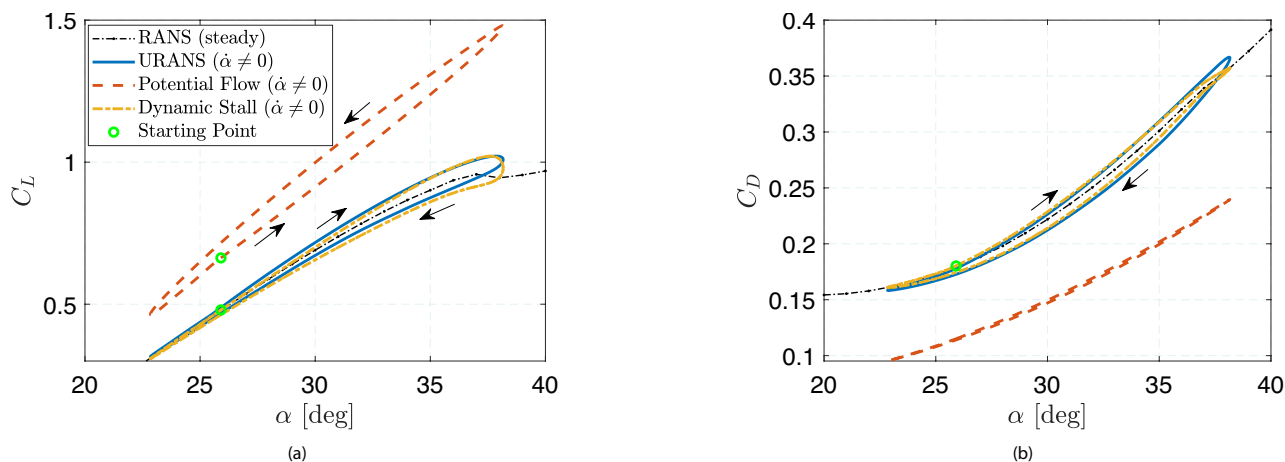 1.5
1
0.5
C_L
RANS (steady)
URANS (α̇ ≠ 0)
Potential Flow (α̇ ≠ 0)
Dynamic Stall (α̇ ≠ 0)
Starting Point
20 25 30 35 40
α [deg]
(a)
0.4
0.35
0.3
0.25
0.2
0.15
0.1
C_D
20 25 30 35 40
α [deg]
(b)